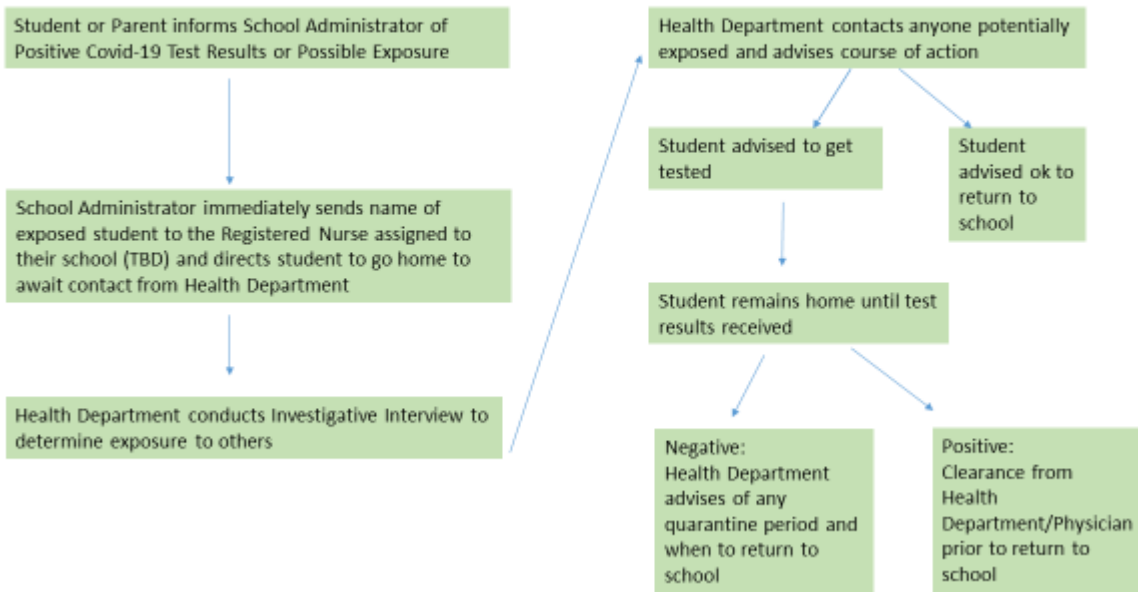 Student or Parent informs School Administrator of
Positive Covid-19 Test Results or Possible Exposure
School Administrator immediately sends name of
exposed student to the Registered Nurse assigned to
their school (TBD) and directs student to go home to
await contact from Health Department
Health Department conducts Investigative Interview to
determine exposure to others
Health Department contacts anyone potentially
exposed and advises course of action
Student advised to get
tested
Student
advised ok to
return to
school
Student remains home until test
results received
Negative:
Health Department
advises of any
quarantine period and
when to return to
school
Positive:
Clearance from
Health
Department/Physician
prior to return to
school